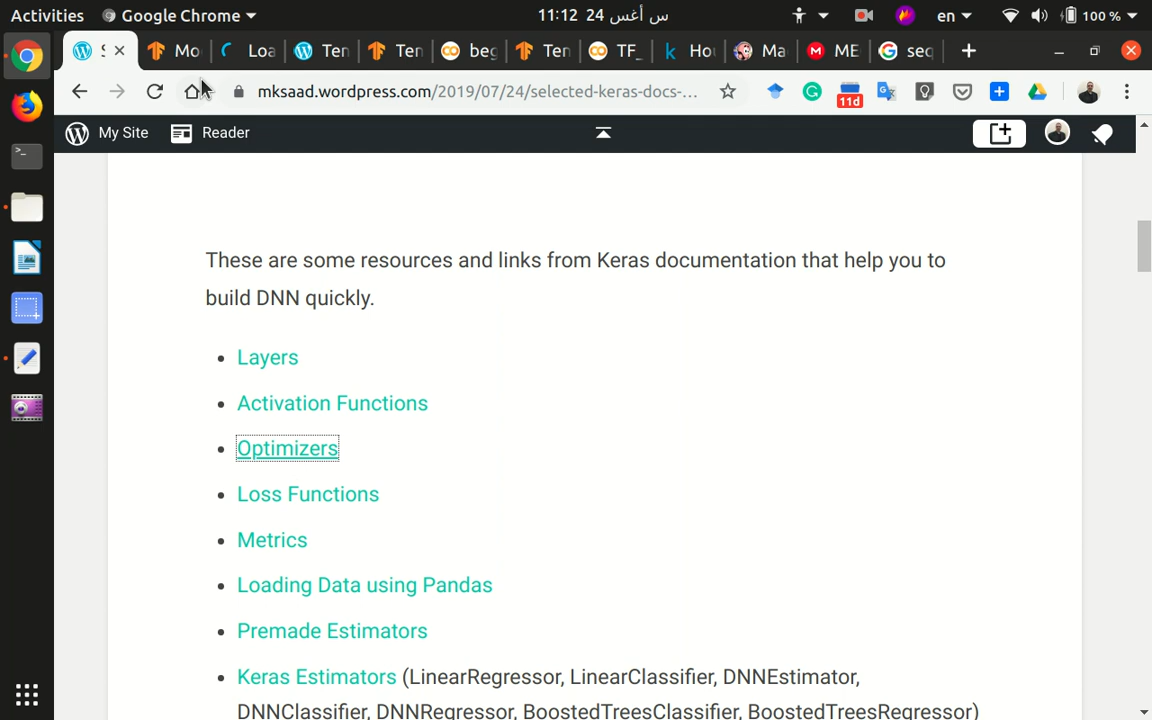 Activities Google Chrome 11:12 24 س أغس en 100 %
S Mo Loa Ten Ten beg Ten TF_ Ho Ma ME seq
mksaad.wordpress.com/2019/07/24/selected-keras-docs-... 11d
My Site Reader
These are some resources and links from Keras documentation that help you to
build DNN quickly.
• Layers
• Activation Functions
• Optimizers
• Loss Functions
• Metrics
• Loading Data using Pandas
• Premade Estimators
• Keras Estimators (LinearRegressor, LinearClassifier, DNNEstimator,
DNNClassifier, DNNRegressor, BoostedTreesClassifier, BoostedTreesRegressor)